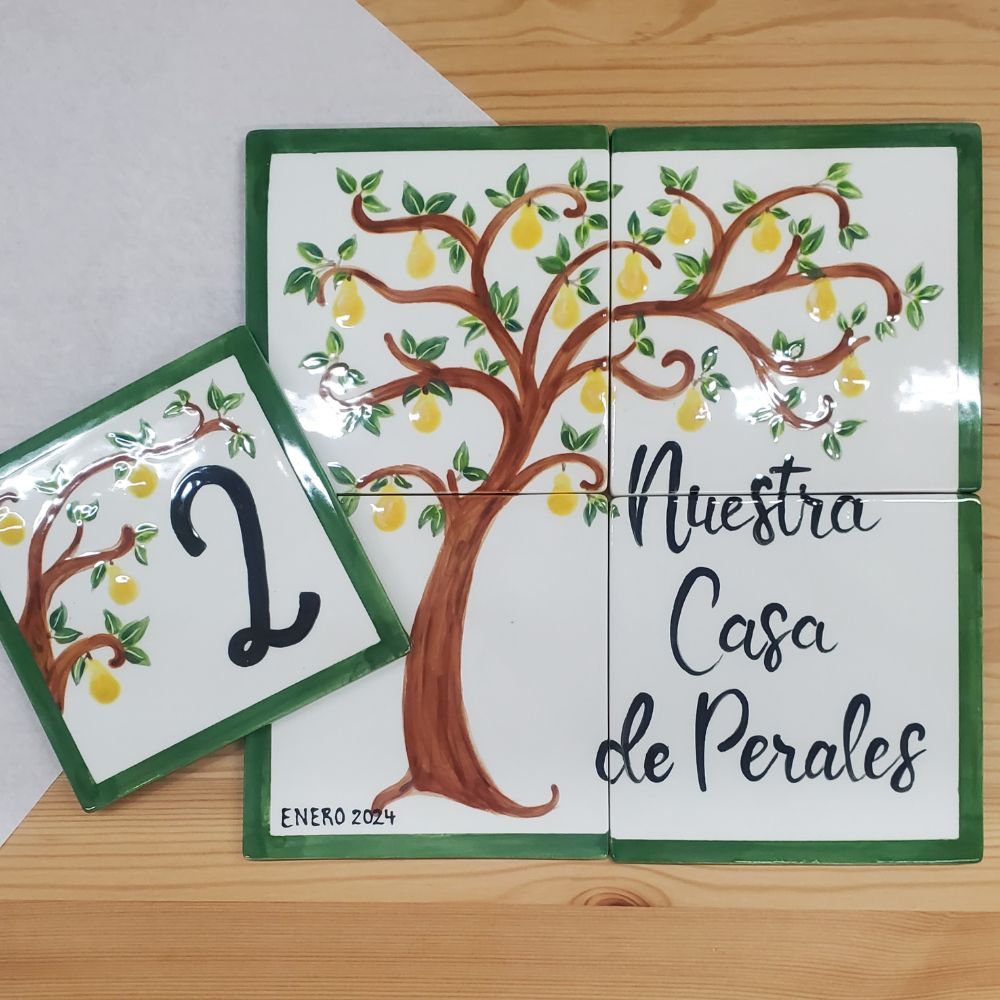 2
Nuestra
Casa
de Perales
ENERO 2024